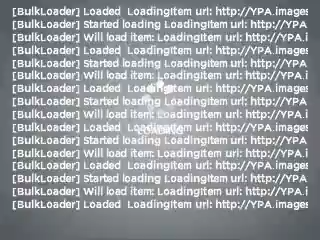 [BulkLoader] Loaded LoadingItem url: http://YPA.images
[BulkLoader] Started loading LoadingItem url: http://YPA
[BulkLoader] Will load item: LoadingItem url: http://YPA.i
[BulkLoader] Loaded LoadingItem url: http://YPA.images
[BulkLoader] Started loading LoadingItem url: http://YPA
[BulkLoader] Will load item: LoadingItem url: http://YPA.i
[BulkLoader] Loaded LoadingItem url: http://YPA.images
[BulkLoader] Started loading LoadingItem url: http://YPA
[BulkLoader] Will load item: LoadingItem url: http://YPA.i
[BulkLoader] Loaded LoadingItem url: http://YPA.images
LOADING
[BulkLoader] Started loading LoadingItem url: http://YPA
[BulkLoader] Will load item: LoadingItem url: http://YPA.i
[BulkLoader] Loaded LoadingItem url: http://YPA.images
[BulkLoader] Started loading LoadingItem url: http://YPA
[BulkLoader] Will load item: LoadingItem url: http://YPA.i
[BulkLoader] Loaded LoadingItem url: http://YPA.images